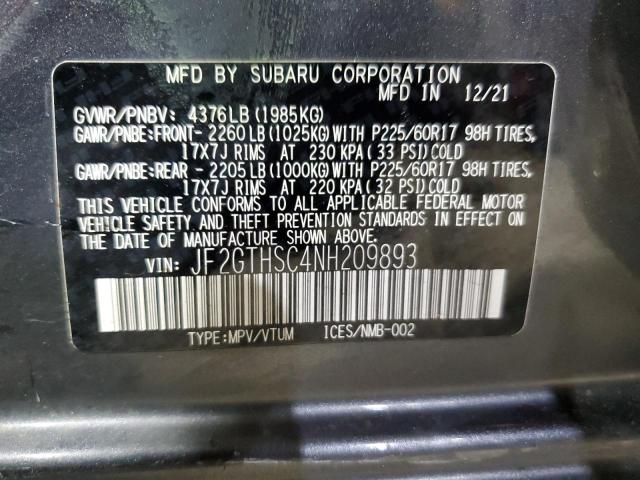 MFD BY SUBARU CORPORATION
MFD IN 12/21
GVWR/PNBV: 4376LB (1985KG)
GAWR/PNBE:FRONT- 2260 LB (1025KG) WITH P225/60R17 98H TIRES,
17X7J RIMS AT 230 KPA (33 PSI) COLD
GAWR/PNBE:REAR - 2205 LB (1000KG) WITH P225/60R17 98H TIRES,
17X7J RIMS AT 220 KPA (32 PSI) COLD
THIS VEHICLE CONFORMS TO ALL APPLICABLE FEDERAL MOTOR
VEHICLE SAFETY AND THEFT PREVENTION STANDARDS IN EFFECT ON
THE DATE OF MANUFACTURE SHOWN ABOVE.
VIN: JF2GTHSC4NH209893
TYPE:MPV/VTUM ICES/NMB-002